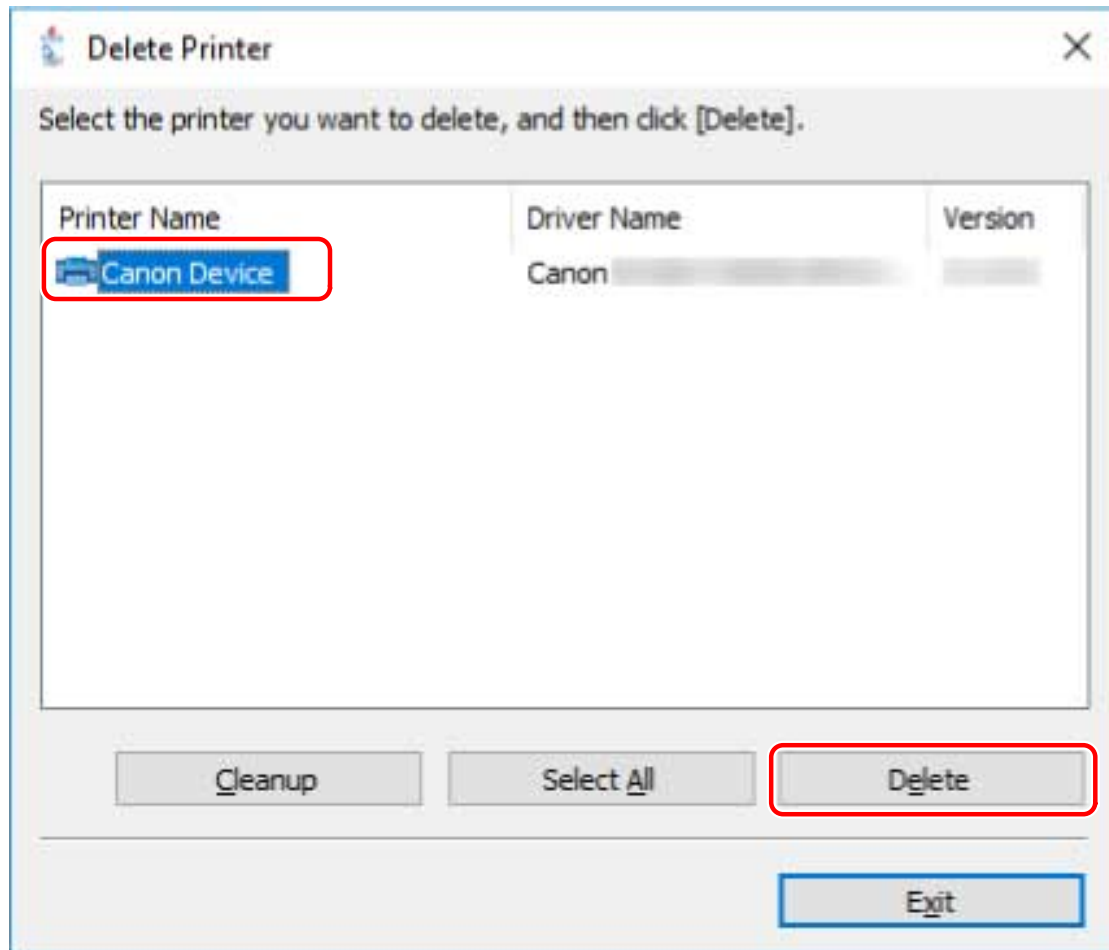 Delete Printer
Select the printer you want to delete, and then click [Delete].
Printer Name Driver Name Version
Canon Device Canon
Cleanup Select All Delete
Exit